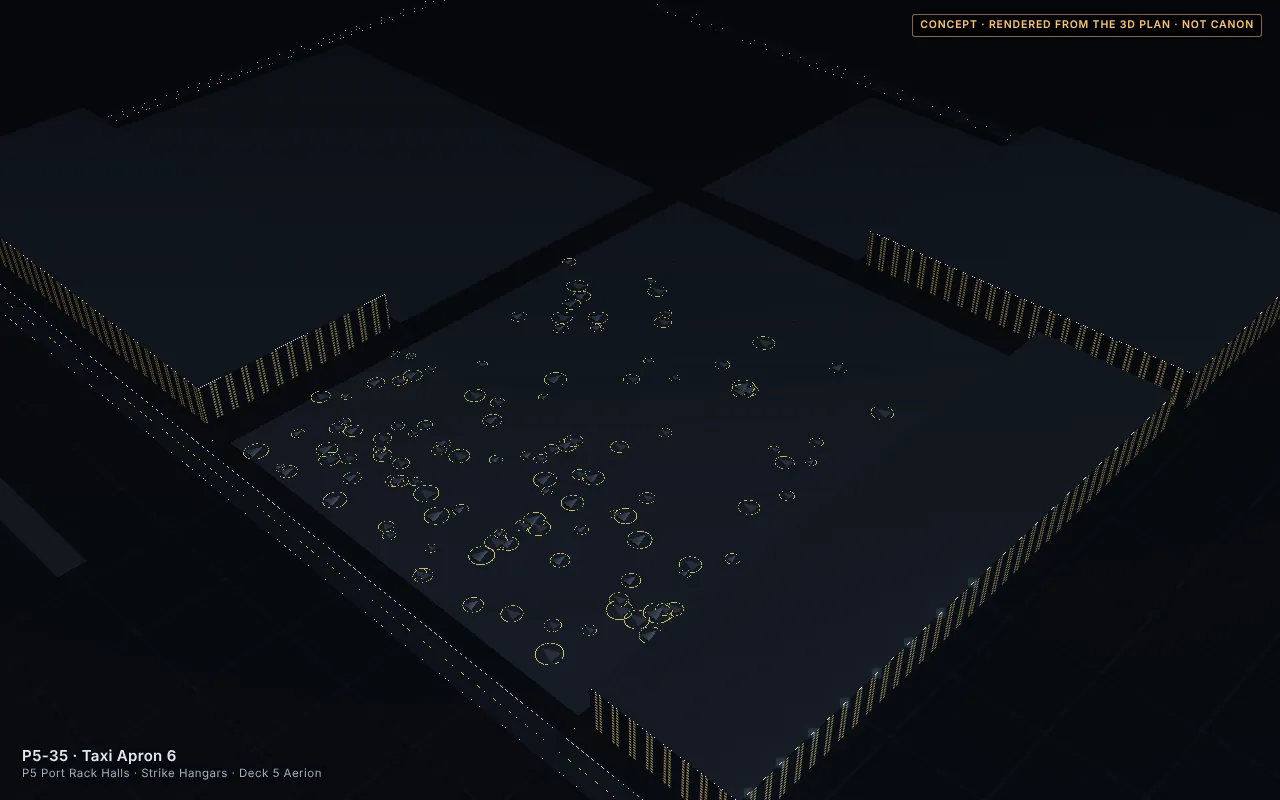 CONCEPT · RENDERED FROM THE 3D PLAN · NOT CANON
P5-35 · Taxi Apron 6
P5 Port Rack Halls · Strike Hangars · Deck 5 Aerion